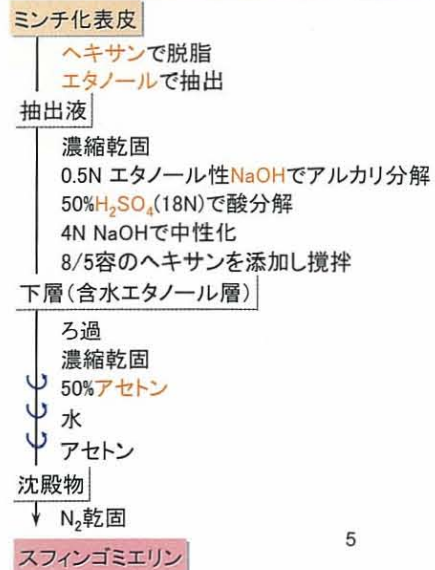 ミンチ化表皮
ヘキサンで脱脂
エタノールで抽出
抽出液
濃縮乾固
0.5N エタノール性NaOHでアルカリ分解
50%H₂SO₄(18N)で酸分解
4N NaOHで中性化
8/5容のヘキサンを添加し撹拌
下層(含水エタノール層)
ろ過
濃縮乾固
50%アセトン
水
アセトン
沈殿物
N₂乾固
5
スフィンゴミエリン